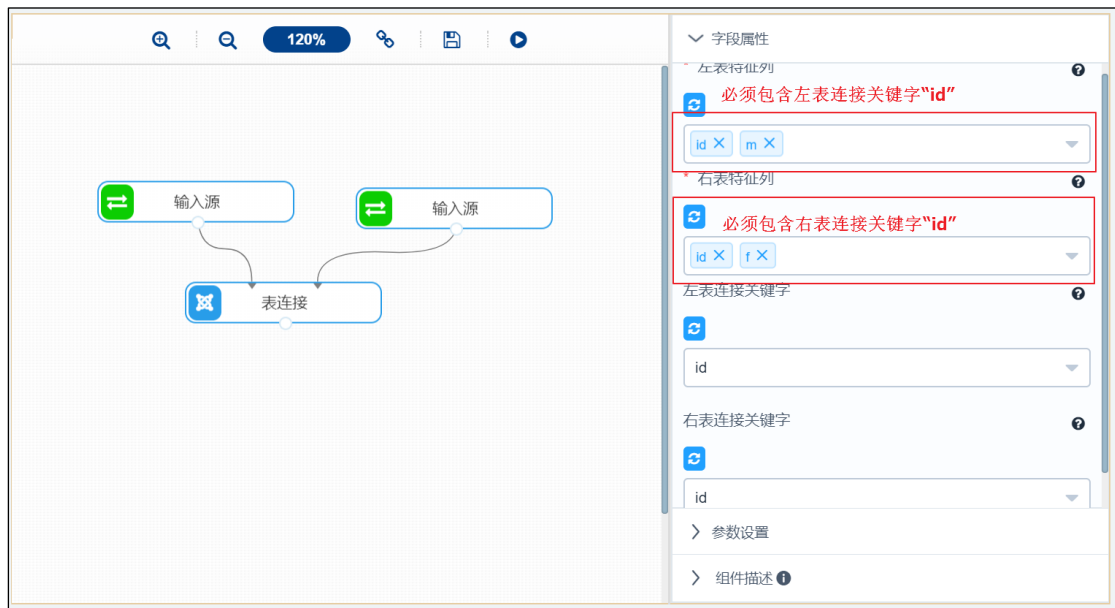 120%
输入源
输入源
表连接
字段属性
* 左表特征列
必须包含左表连接关键字“id”
id × m ×
* 右表特征列
必须包含右表连接关键字“id”
id × f ×
左表连接关键字
id
右表连接关键字
id
参数设置
组件描述